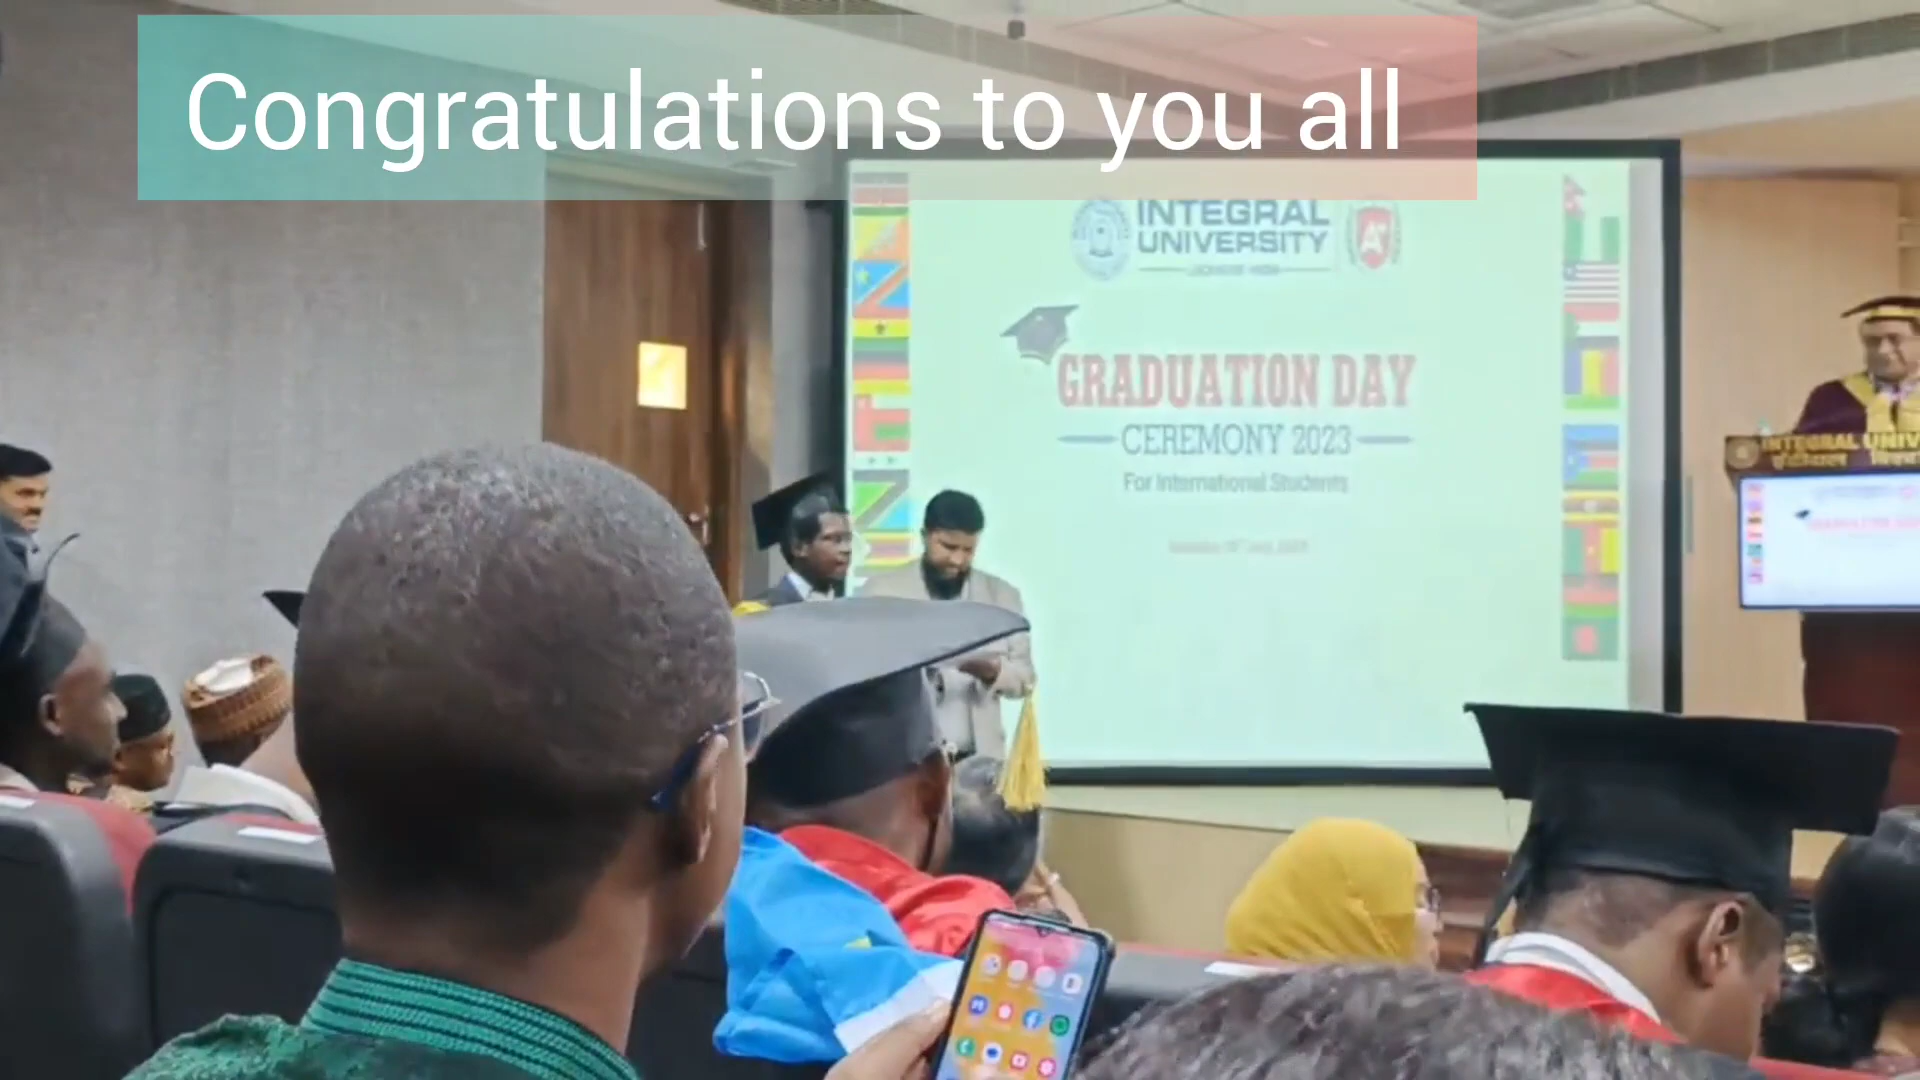 Congratulations to you all
INTEGRAL
UNIVERSITY
GRADUATION DAY
CEREMONY 2023
For International Students
INTEGRAL UNIV